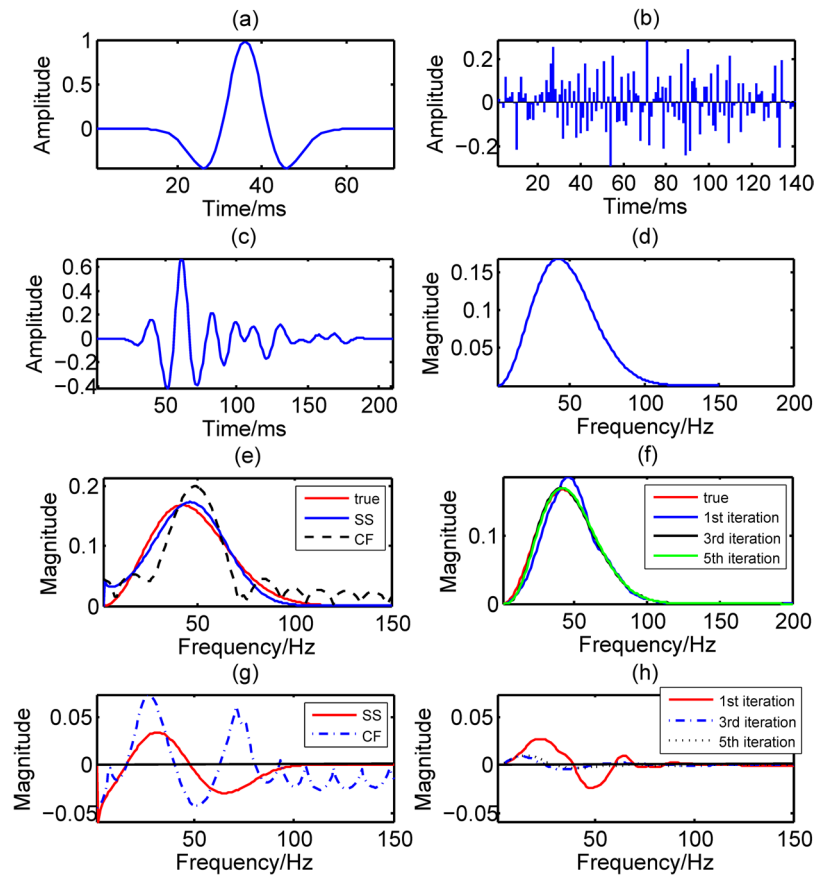 (a)
Amplitude
1
0.5
0
20
40
60
Time/ms
(b)
Amplitude
0.2
0
−0.2
20
40
60
80
100
120
140
Time/ms
(c)
Amplitude
0.6
0.4
0.2
0
−0.2
−0.4
50
100
150
200
Time/ms
(d)
Magnitude
0.15
0.1
0.05
50
100
150
200
Frequency/Hz
(e)
Magnitude
0.2
0.1
0
50
100
150
true
SS
CF
Frequency/Hz
(f)
Magnitude
0.1
0
50
100
150
200
true
1st iteration
3rd iteration
5th iteration
Frequency/Hz
(g)
Magnitude
0.05
0
−0.05
50
100
150
SS
CF
Frequency/Hz
(h)
Magnitude
0.05
0
−0.05
50
100
150
1st iteration
3rd iteration
5th iteration
Frequency/Hz